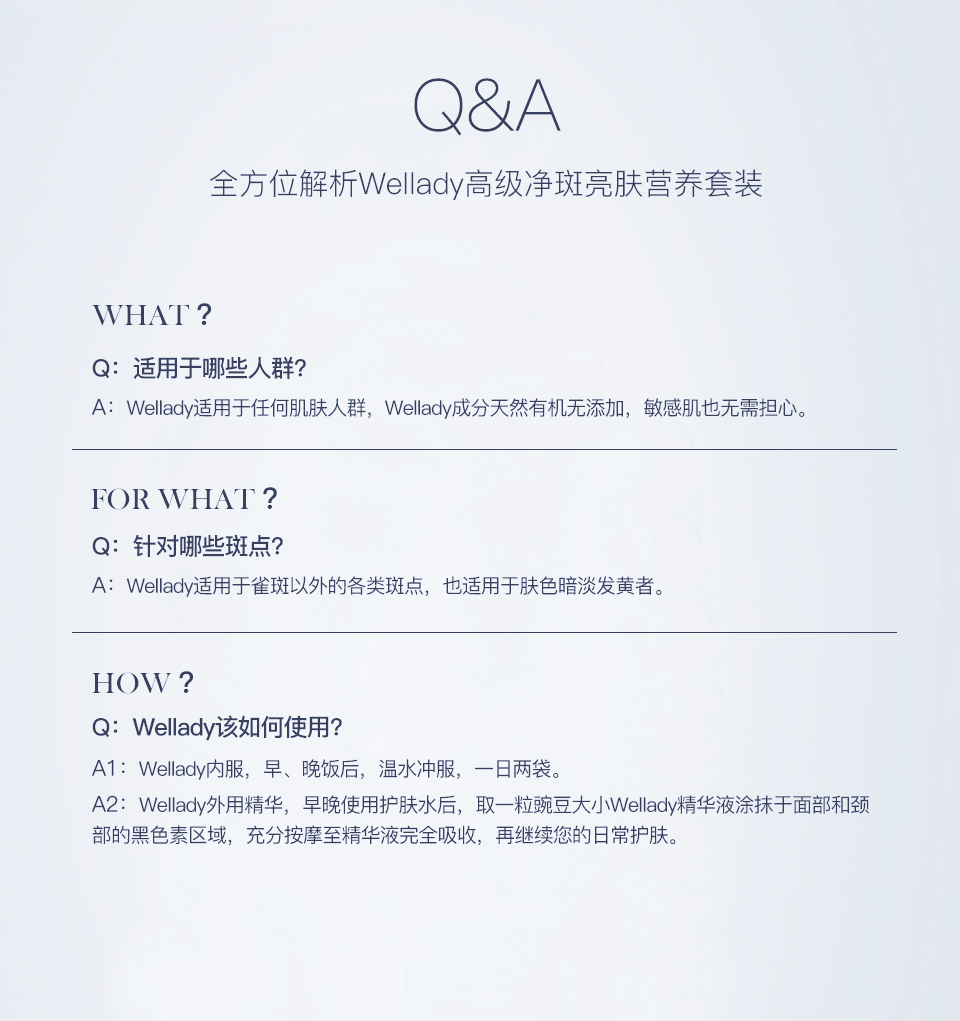 Q&A
全方位解析Wellady高级净斑亮肤营养套装
WHAT？
Q：适用于哪些人群?
A：Wellady适用于任何肌肤人群，Wellady成分天然有机无添加，敏感肌也无需担心。
FOR WHAT？
Q：针对哪些斑点?
A：Wellady适用于雀斑以外的各类斑点，也适用于肤色暗淡发黄者。
HOW？
Q：Wellady该如何使用?
A1：Wellady内服，早、晚饭后，温水冲服，一日两袋。
A2：Wellady外用精华，早晚使用护肤水后，取一粒豌豆大小Wellady精华液涂抹于面部和颈
部的黑色素区域，充分按摩至精华液完全吸收，再继续您的日常护肤。